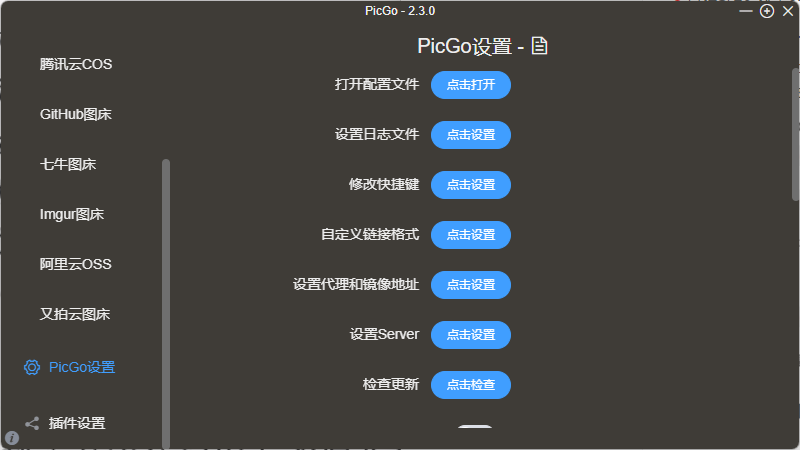 PicGo - 2.3.0
腾讯云COS
GitHub图床
七牛图床
Imgur图床
阿里云OSS
又拍云图床
PicGo设置
插件设置
PicGo设置 -
打开配置文件 点击打开
设置日志文件 点击设置
修改快捷键 点击设置
自定义链接格式 点击设置
设置代理和镜像地址 点击设置
设置Server 点击设置
检查更新 点击检查